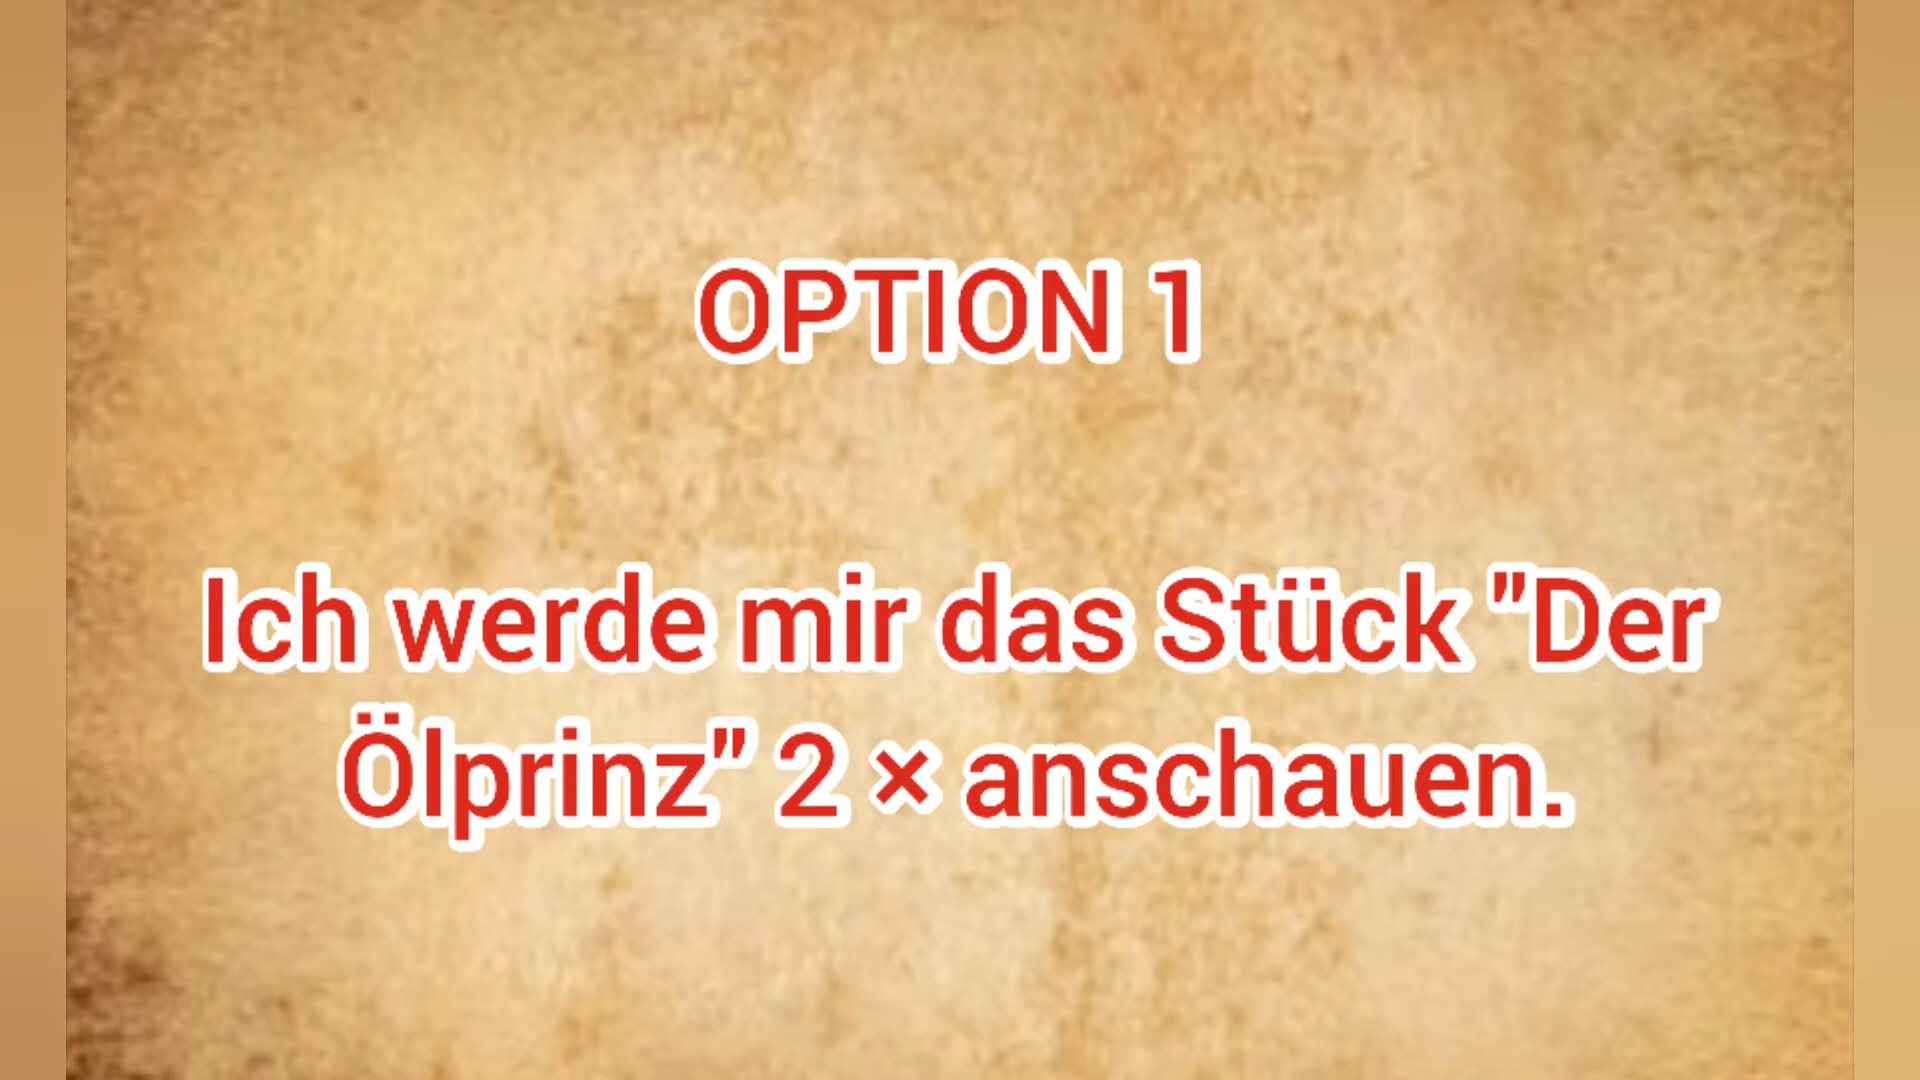 OPTION 1
Ich werde mir das Stück "Der
Ölprinz" 2 × anschauen.